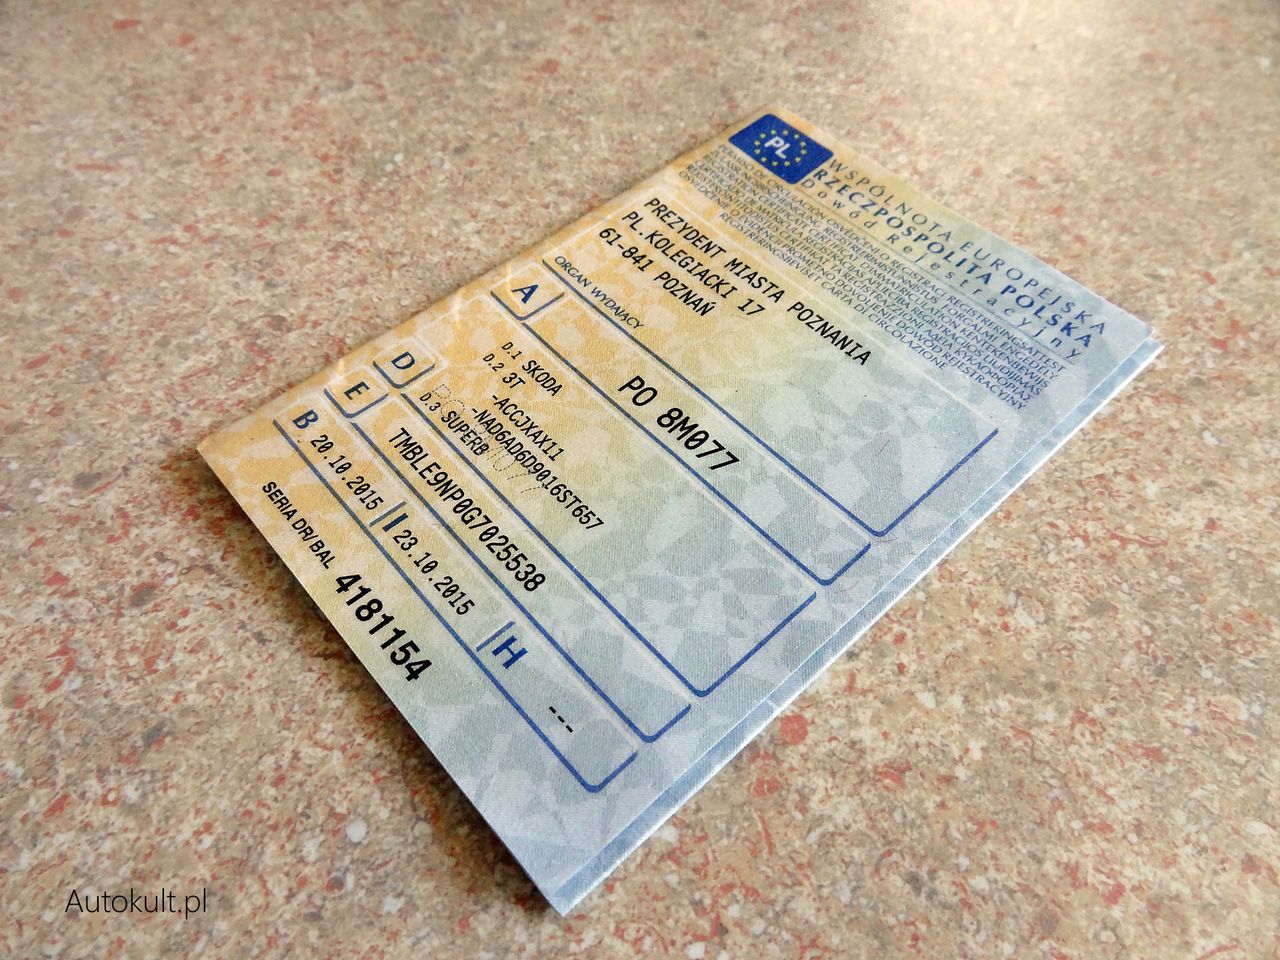 PL
WSPÓLNOTA EUROPEJSKA
RZECZPOSPOLITA POLSKA
Dowód Rejestracyjny
PREZYDENT MIASTA POZNANIA
PL.KOLEGIACKI 17
61-841 POZNAŃ
ORGAN WYDAJĄCY
A PO 8M077
D D.1 SKODA
D.2 3T
-ACCJXAX11
-NAD6AD6D9016ST657
D.3 SUPERB
E TMBLE9NP0G7025538
B 20.10.2015 I 23.10.2015 H ---
SERIA DR/BAL 4181154
Autokult.pl